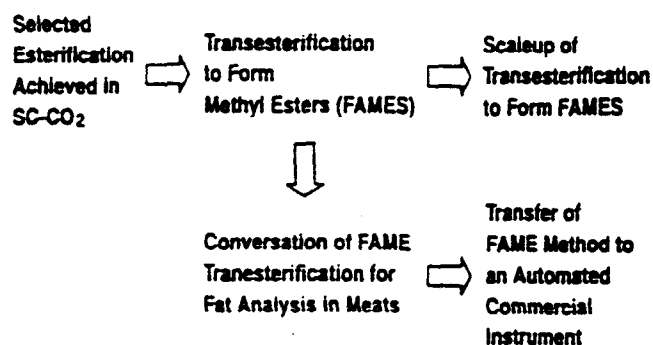 Selected
Esterification
Achieved in
SC-CO2
Transesterification
to Form
Methyl Esters (FAMES)
Scaleup of
Transesterification
to Form FAMES
Conversation of FAME
Tranesterification for
Fat Analysis in Meats
Transfer of
FAME Method to
an Automated
Commercial
Instrument